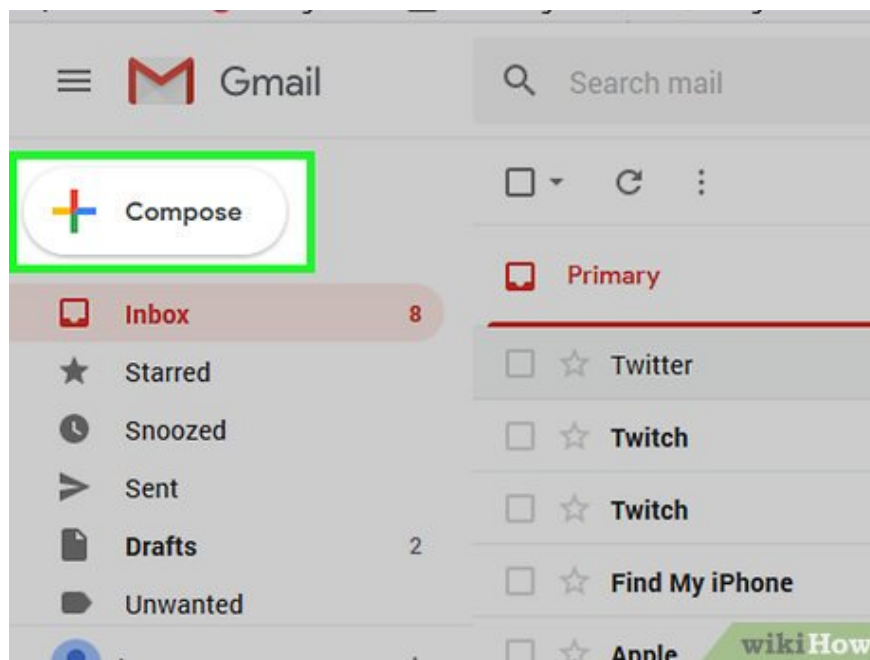 Gmail
Search mail
Compose
Primary
Inbox 8
Starred
Snoozed
Sent
Drafts 2
Unwanted
Twitter
Twitch
Twitch
Find My iPhone
Apple
wikiHow